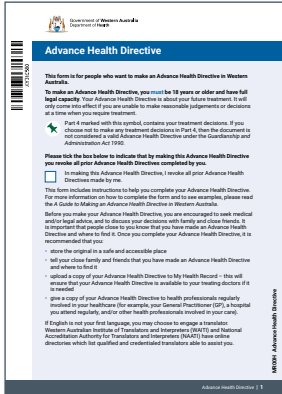 Government of Western Australia
Department of Health
Advance Health Directive
This form is for people who want to make an Advance Health Directive in Western
Australia.
To make an Advance Health Directive, you must be 18 years or older and have full
legal capacity. Your Advance Health Directive is about your future treatment. It will
only come into effect if you are unable to make reasonable judgements or decisions
at a time when you require treatment.
Part 4 marked with this symbol, contains your treatment decisions. If you
choose not to make any treatment decisions in Part 4, then the document is
not considered a valid Advance Health Directive under the Guardianship and
Administration Act 1990.
Please tick the box below to indicate that by making this Advance Health Directive
you revoke all prior Advance Health Directives completed by you.
In making this Advance Health Directive, I revoke all prior Advance Health
Directives made by me.
This form includes instructions to help you complete your Advance Health Directive.
For more information on how to complete the form and to see examples, please read
the A Guide to Making an Advance Health Directive in Western Australia.
Before you make your Advance Health Directive, you are encouraged to seek medical
and/or legal advice, and to discuss your decisions with family and close friends. It
is important that people close to you know that you have made an Advance Health
Directive and where to find it. Once you complete your Advance Health Directive, it is
recommended that you:
• store the original in a safe and accessible place
• tell your close family and friends that you have made an Advance Health Directive
and where to find it
• upload a copy of your Advance Health Directive to My Health Record – this will
ensure that your Advance Health Directive is available to your treating doctors if it
is needed
• give a copy of your Advance Health Directive to health professionals regularly
involved in your healthcare (for example, your General Practitioner (GP), a hospital
you attend regularly, and/or other health professionals involved in your care).
If English is not your first language, you may choose to engage a translator.
Western Australian Institute of Translators and Interpreters (WAITI) and National
Accreditation Authority for Translators and Interpreters (NAATI) have online
directories which list qualified and credentialed translators able to assist you.
MR00H Advance Health Directive
Advance Health Directive | 1